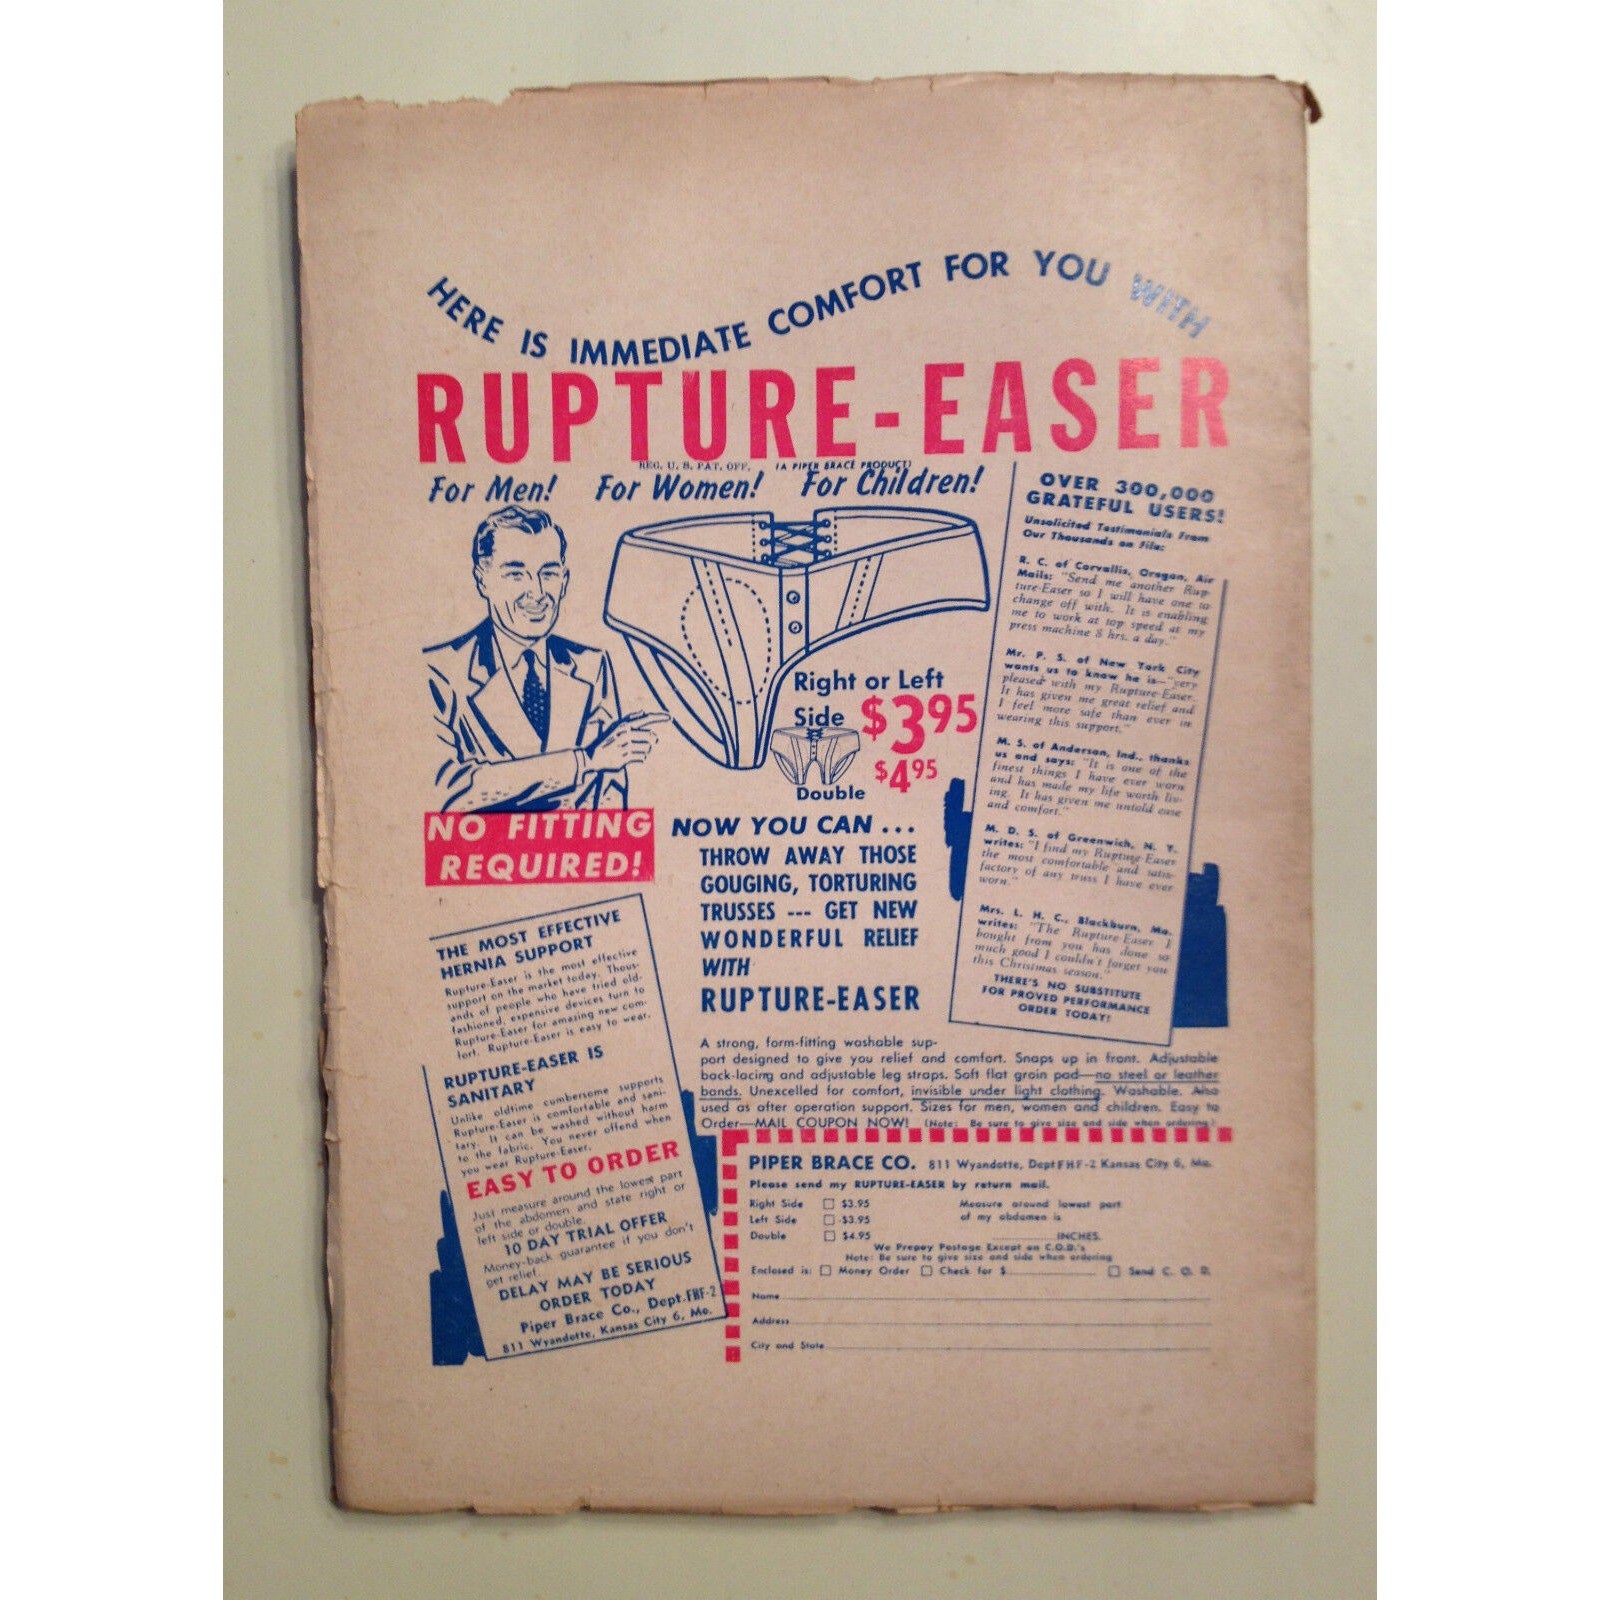 HERE IS IMMEDIATE COMFORT FOR YOU WITH
RUPTURE-EASER
REG. U. S. PAT. OFF. (A PIPER BRACE PRODUCT)
For Men! For Women! For Children!
Right or Left
Side $3.95
$4.95
Double
NO FITTING
REQUIRED!
NOW YOU CAN ...
THROW AWAY THOSE
GOUGING, TORTURING
TRUSSES --- GET NEW
WONDERFUL RELIEF
WITH
RUPTURE-EASER
OVER 300,000
GRATEFUL USERS!
Unsolicited Testimonials From
Our Thousands on File:
R. C. of Corvallis, Oregon, Air
Mails: "Send me another Rup-
ture-Easer so I will have one to
change off with. It is enabling
me to work at top speed at my
press machine 8 hrs. a day."
Mr. P. S. of New York City
wants us to know he is—"very
pleased with my Rupture-Easer.
It has given me great relief and
I feel more safe than ever in
wearing this support."
M. S. of Anderson, Ind., thanks
us and says: "It is one of the
finest things I have ever worn
and has made my life worth liv-
ing. It has given me untold ease
and comfort."
M. D. S. of Greenwich, N. Y.
writes: "I find my Rupture-Easer
the most comfortable and satis-
factory of any truss I have ever
worn."
Mrs. L. H. C., Blackburn, Mo.
writes: "The Rupture-Easer I
bought from you has done so
much good I couldn't forget you
this Christmas season."
THERE'S NO SUBSTITUTE
FOR PROVED PERFORMANCE
ORDER TODAY!
THE MOST EFFECTIVE
HERNIA SUPPORT
Rupture-Easer is the most effective
support on the market today. Thous-
ands of people who have tried old-
fashioned, expensive devices turn to
Rupture-Easer for amazing new com-
fort. Rupture-Easer is easy to wear.
RUPTURE-EASER IS
SANITARY
Unlike oldtime cumbersome supports
Rupture-Easer is comfortable and sani-
tary. It can be washed without harm
to the fabric. You never offend when
you wear Rupture-Easer.
EASY TO ORDER
Just measure around the lowest part
of the abdomen and state right or
left side or double.
10 DAY TRIAL OFFER
Money-back guarantee if you don't
get relief.
DELAY MAY BE SERIOUS
ORDER TODAY
Piper Brace Co., Dept. FHF-2
811 Wyandotte, Kansas City 6, Mo.
A strong, form-fitting washable sup-
port designed to give you relief and comfort. Snaps up in front. Adjustable
back-lacing and adjustable leg straps. Soft flat groin pad—no steel or leather
bands. Unexcelled for comfort, invisible under light clothing. Washable. Also
used as after operation support. Sizes for men, women and children. Easy to
Order—MAIL COUPON NOW! (Note: Be sure to give size and side when ordering.)
PIPER BRACE CO. 811 Wyandotte, Dept FHF-2 Kansas City 6, Mo.
Please send my RUPTURE-EASER by return mail.
Right Side □ $3.95 Measure around lowest part
Left Side □ $3.95 of my abdomen is
Double □ $4.95 ________INCHES.
We Prepay Postage Except on C.O.D.'s
Note: Be sure to give size and side when ordering
Enclosed is: □ Money Order □ Check for $________ □ Send C. O. D.
Name
Address
City and State